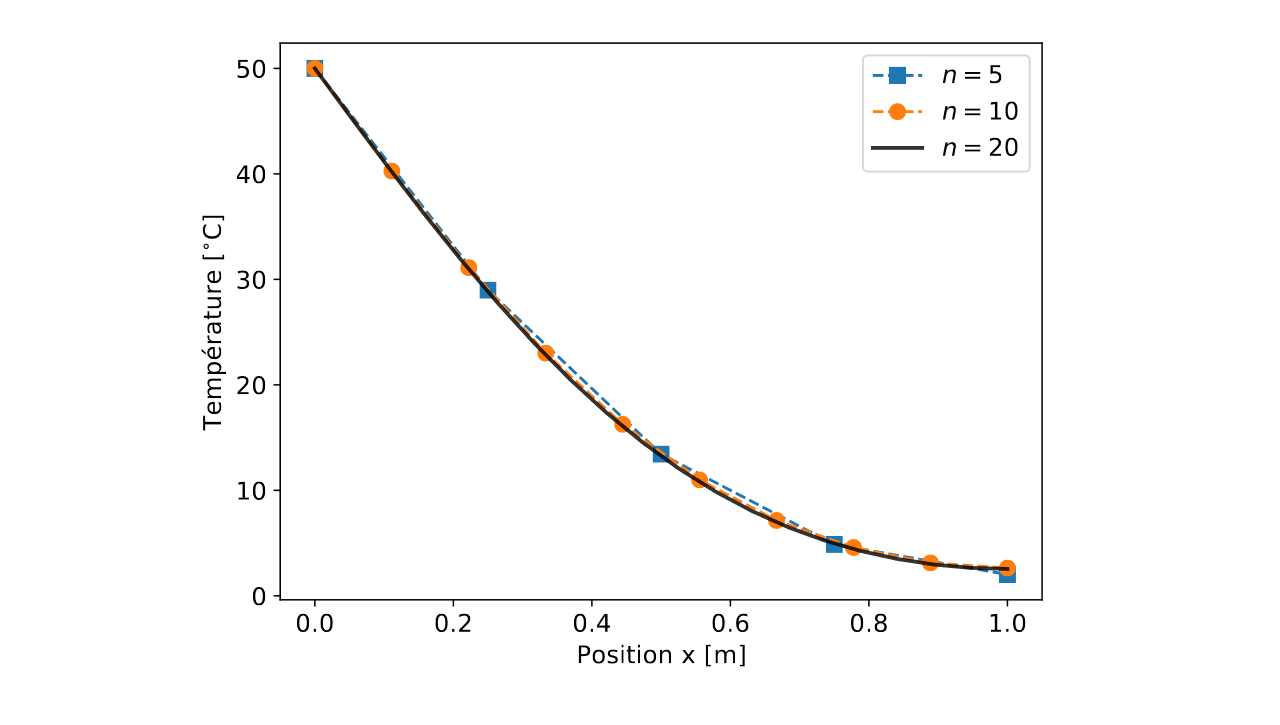 50
40
30
20
10
0
Température [°C]
0.0 0.2 0.4 0.6 0.8 1.0
Position x [m]
n = 5
n = 10
n = 20